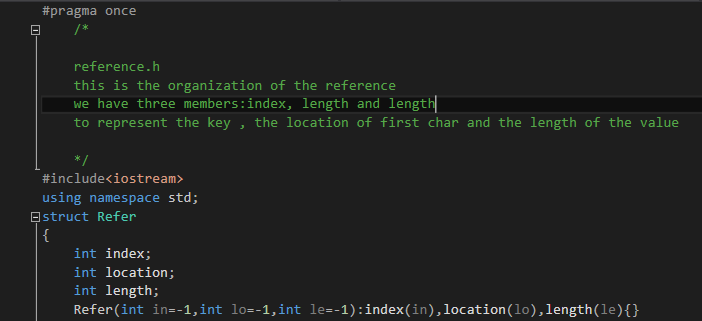 #pragma once
/*
reference.h
this is the organization of the reference
we have three members:index, length and length
to represent the key , the location of first char and the length of the value
*/
#include<iostream>
using namespace std;
struct Refer
{
int index;
int location;
int length;
Refer(int in=-1,int lo=-1,int le=-1):index(in),location(lo),length(le){}